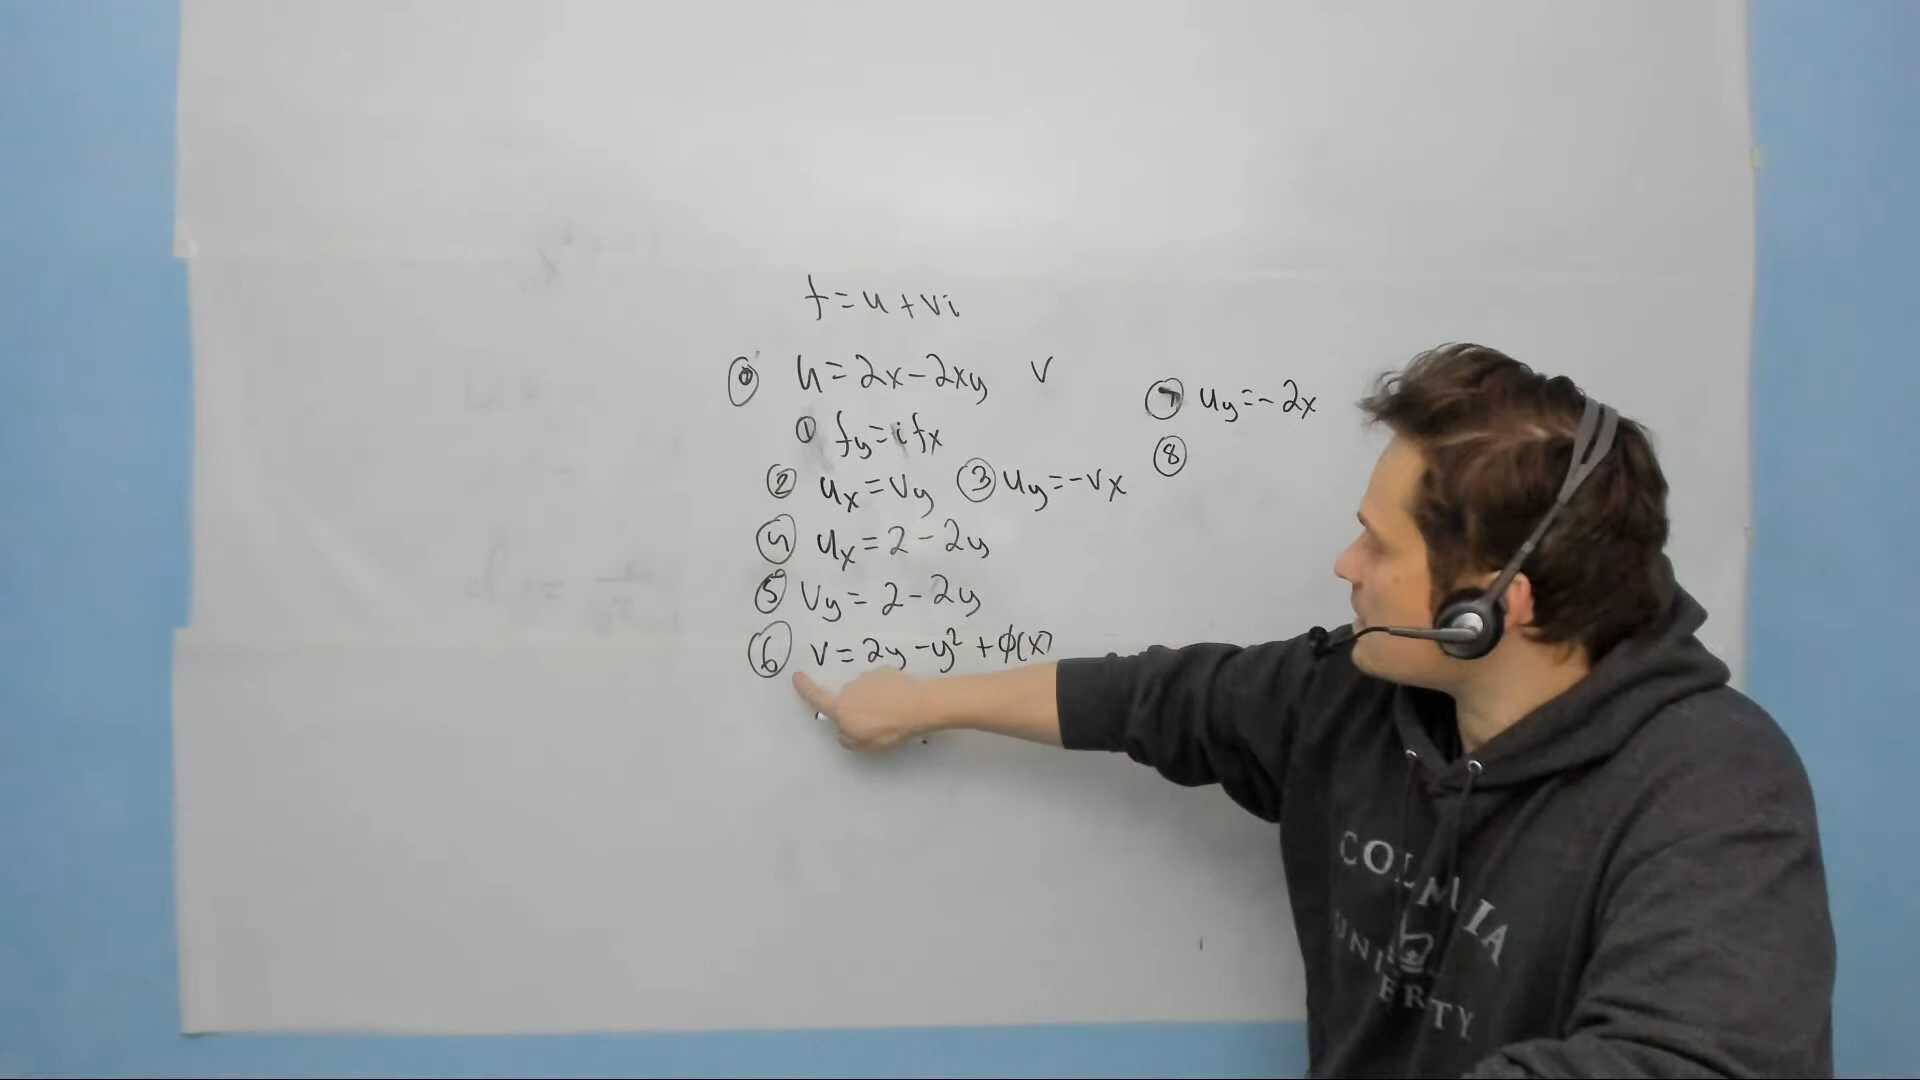 f = u + vi
⓪ u = 2x - 2xy v
① fy = i fx
② ux = vy ③ uy = -vx
④ ux = 2 - 2y
⑤ vy = 2 - 2y
⑥ v = 2y - y² + ϕ(x)
⑦ uy = -2x
⑧
COLUMBIA